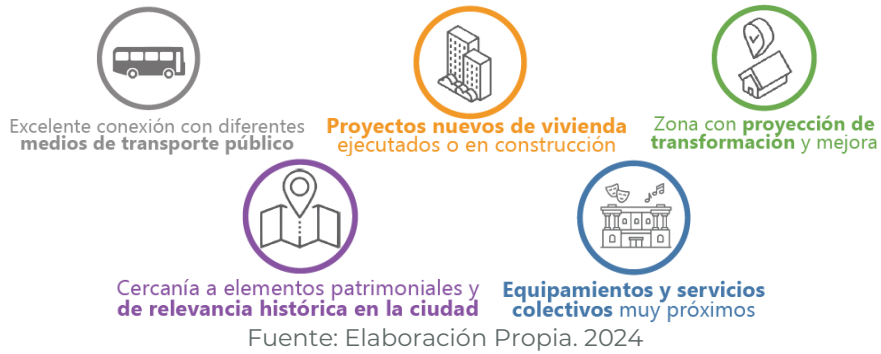 Excelente conexión con diferentes
medios de transporte público
Proyectos nuevos de vivienda
ejecutados o en construcción
Zona con proyección de
transformación y mejora
Cercanía a elementos patrimoniales y
de relevancia histórica en la ciudad
Equipamientos y servicios
colectivos muy próximos
Fuente: Elaboración Propia. 2024